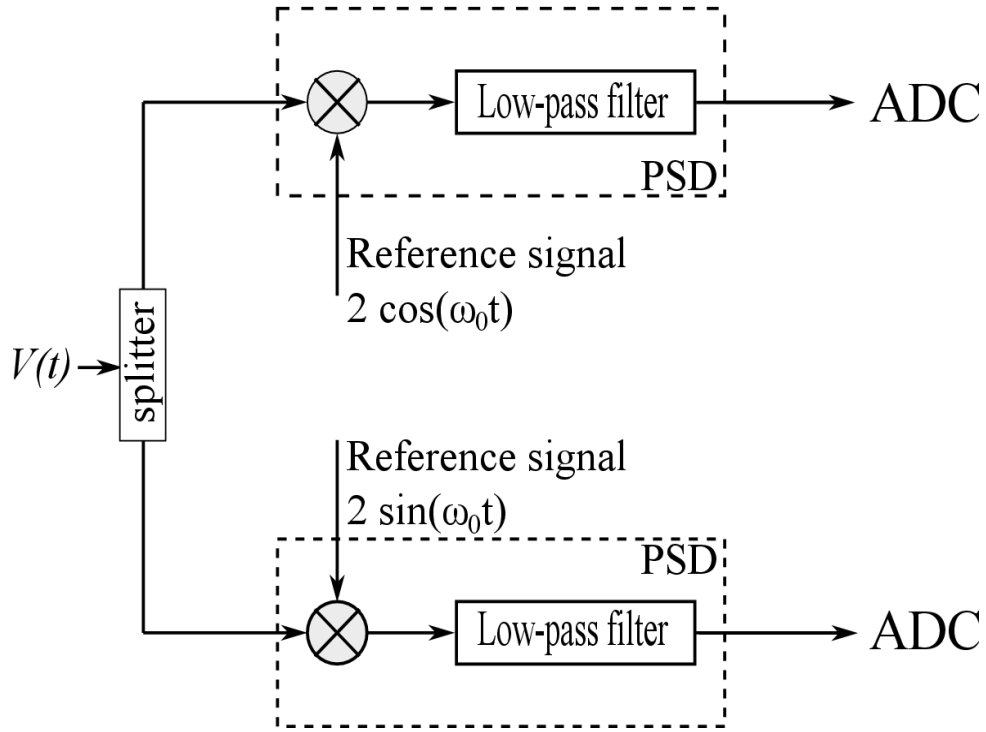 Low-pass filter
ADC
PSD
Reference signal
2 cos(ω₀t)
V(t)
splitter
Reference signal
2 sin(ω₀t)
PSD
Low-pass filter
ADC